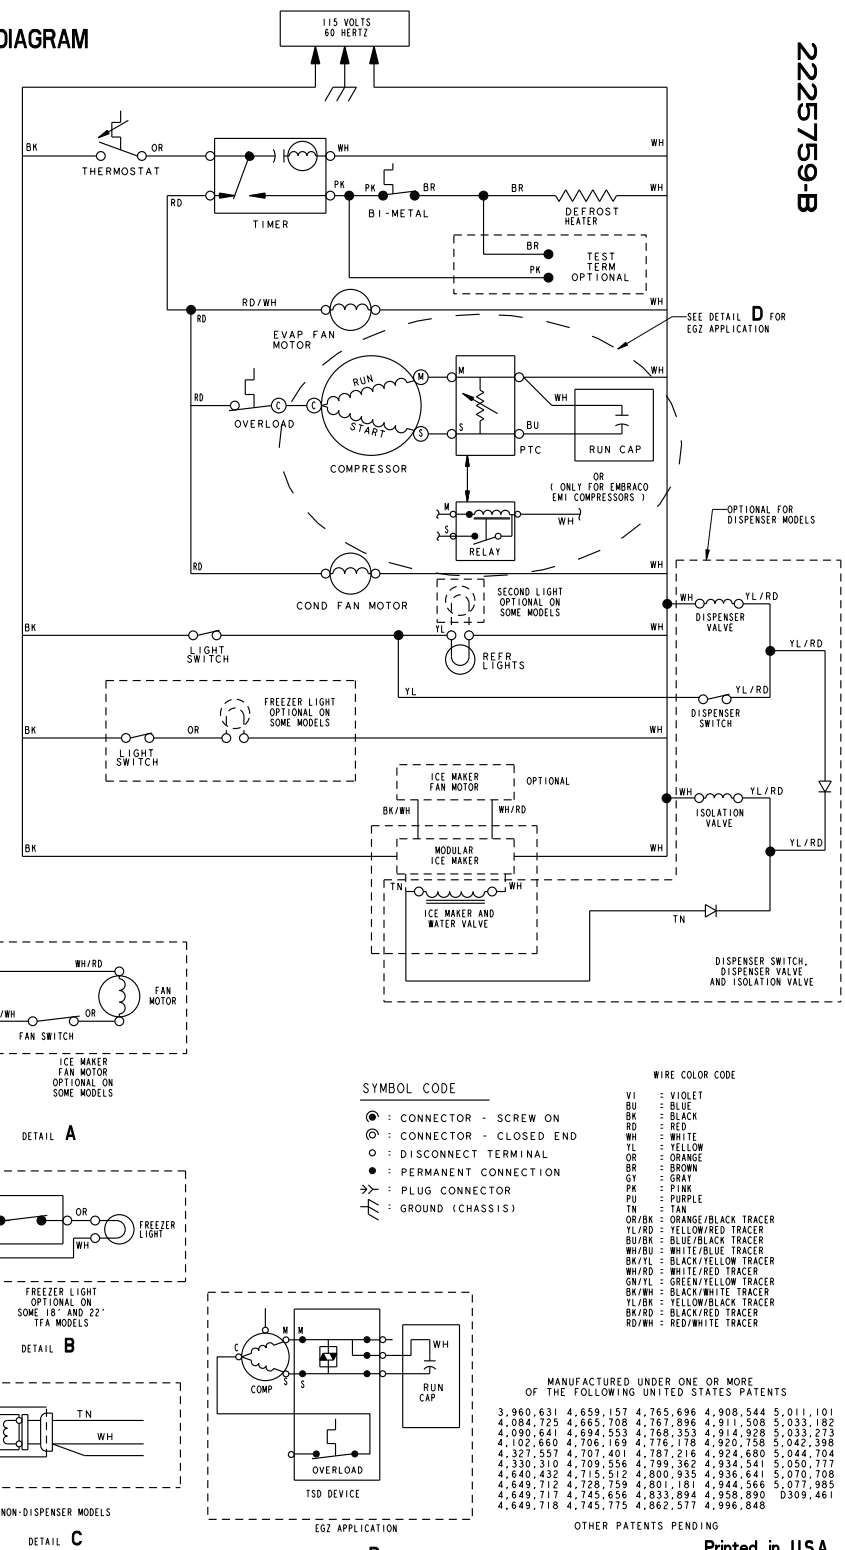 DIAGRAM
115 VOLTS
60 HERTZ
2225759-B
BK
THERMOSTAT
OR
WH
WH
RD
TIMER
PK
PK
BI-METAL
BR
BR
DEFROST
HEATER
WH
BR
PK
TEST
TERM
OPTIONAL
RD/WH
RD
EVAP FAN
MOTOR
WH
SEE DETAIL D FOR
EGZ APPLICATION
RD
OVERLOAD
C
C
RUN
START
M
S
COMPRESSOR
M
S
PTC
WH
WH
BU
RUN CAP
OR
( ONLY FOR EMBRACO
EMI COMPRESSORS )
M
S
RELAY
WH
OPTIONAL FOR
DISPENSER MODELS
RD
COND FAN MOTOR
WH
SECOND LIGHT
OPTIONAL ON
SOME MODELS
WH
YL/RD
DISPENSER
VALVE
BK
LIGHT
SWITCH
YL
REFR
LIGHTS
WH
YL/RD
YL
YL/RD
DISPENSER
SWITCH
FREEZER LIGHT
OPTIONAL ON
SOME MODELS
BK
LIGHT
SWITCH
OR
WH
ICE MAKER
FAN MOTOR
OPTIONAL
BK/WH
WH/RD
WH
YL/RD
ISOLATION
VALVE
BK
MODULAR
ICE MAKER
WH
YL/RD
TN
WH
ICE MAKER AND
WATER VALVE
TN
DISPENSER SWITCH,
DISPENSER VALVE
AND ISOLATION VALVE
WH/RD
FAN
MOTOR
/WH
OR
FAN SWITCH
ICE MAKER
FAN MOTOR
OPTIONAL ON
SOME MODELS
DETAIL A
OR
WH
FREEZER
LIGHT
FREEZER LIGHT
OPTIONAL ON
SOME 18' AND 22'
TFA MODELS
DETAIL B
TN
WH
NON-DISPENSER MODELS
DETAIL C
SYMBOL CODE
: CONNECTOR - SCREW ON
: CONNECTOR - CLOSED END
: DISCONNECT TERMINAL
: PERMANENT CONNECTION
: PLUG CONNECTOR
: GROUND (CHASSIS)
WIRE COLOR CODE
VI = VIOLET
BU = BLUE
BK = BLACK
RD = RED
WH = WHITE
YL = YELLOW
OR = ORANGE
BR = BROWN
GY = GRAY
PK = PINK
PU = PURPLE
TN = TAN
OR/BK = ORANGE/BLACK TRACER
YL/RD = YELLOW/RED TRACER
BU/BK = BLUE/BLACK TRACER
WH/BU = WHITE/BLUE TRACER
BK/YL = BLACK/YELLOW TRACER
WH/RD = WHITE/RED TRACER
GN/YL = GREEN/YELLOW TRACER
BK/WH = BLACK/WHITE TRACER
YL/BK = YELLOW/BLACK TRACER
BK/RD = BLACK/RED TRACER
RD/WH = RED/WHITE TRACER
C
M
M
S
S
COMP
WH
RUN
CAP
OVERLOAD
TSD DEVICE
EGZ APPLICATION
MANUFACTURED UNDER ONE OR MORE
OF THE FOLLOWING UNITED STATES PATENTS
3,960,631 4,659,157 4,765,696 4,908,544 5,011,101
4,084,725 4,665,708 4,767,896 4,911,508 5,033,182
4,090,641 4,694,553 4,768,353 4,914,928 5,033,273
4,102,660 4,706,169 4,776,178 4,920,758 5,042,398
4,327,557 4,707,401 4,787,216 4,924,680 5,044,704
4,330,310 4,709,556 4,799,362 4,934,541 5,050,777
4,640,432 4,715,512 4,800,935 4,936,641 5,070,708
4,649,712 4,728,759 4,801,181 4,944,566 5,077,985
4,649,717 4,745,656 4,833,894 4,958,890 D309,461
4,649,718 4,745,775 4,862,577 4,996,848
OTHER PATENTS PENDING
Printed in U.S.A.